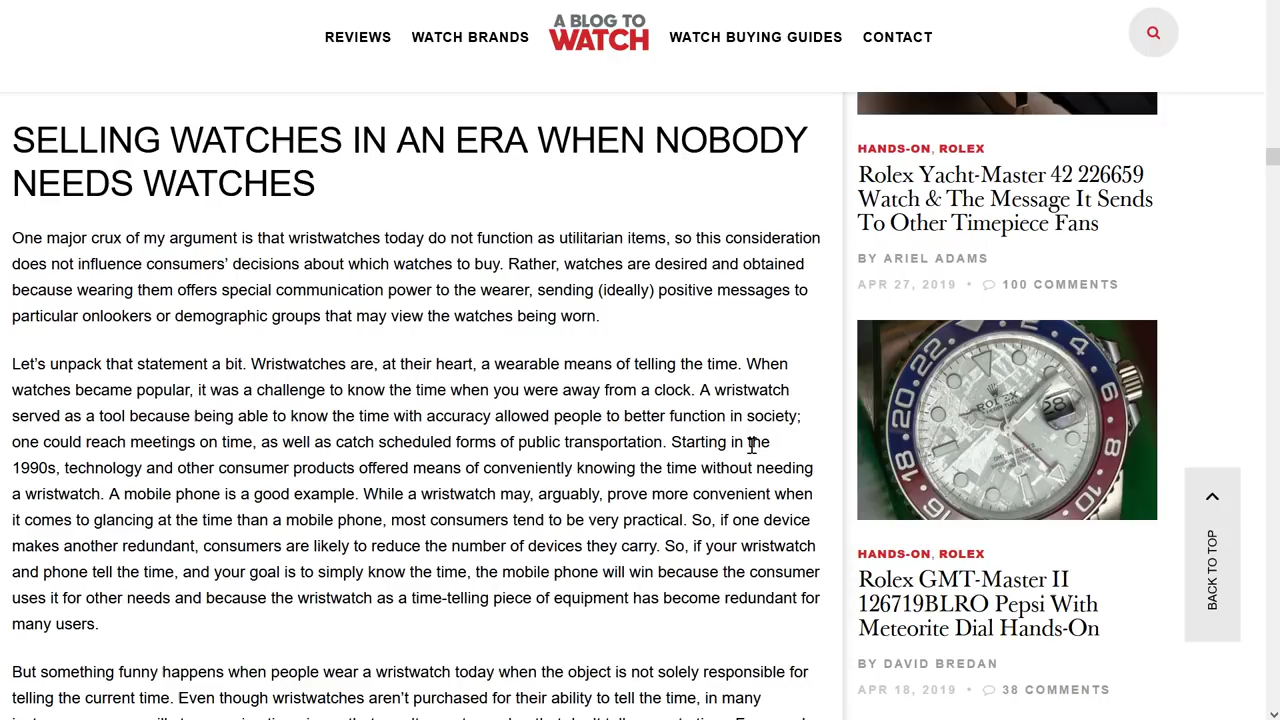 REVIEWS
WATCH BRANDS
A BLOG TO
WATCH
WATCH BUYING GUIDES
CONTACT
SELLING WATCHES IN AN ERA WHEN NOBODY
NEEDS WATCHES
One major crux of my argument is that wristwatches today do not function as utilitarian items, so this consideration
does not influence consumers’ decisions about which watches to buy. Rather, watches are desired and obtained
because wearing them offers special communication power to the wearer, sending (ideally) positive messages to
particular onlookers or demographic groups that may view the watches being worn.
Let’s unpack that statement a bit. Wristwatches are, at their heart, a wearable means of telling the time. When
watches became popular, it was a challenge to know the time when you were away from a clock. A wristwatch
served as a tool because being able to know the time with accuracy allowed people to better function in society;
one could reach meetings on time, as well as catch scheduled forms of public transportation. Starting in the
1990s, technology and other consumer products offered means of conveniently knowing the time without needing
a wristwatch. A mobile phone is a good example. While a wristwatch may, arguably, prove more convenient when
it comes to glancing at the time than a mobile phone, most consumers tend to be very practical. So, if one device
makes another redundant, consumers are likely to reduce the number of devices they carry. So, if your wristwatch
and phone tell the time, and your goal is to simply know the time, the mobile phone will win because the consumer
uses it for other needs and because the wristwatch as a time-telling piece of equipment has become redundant for
many users.
But something funny happens when people wear a wristwatch today when the object is not solely responsible for
telling the current time. Even though wristwatches aren’t purchased for their ability to tell the time, in many
HANDS-ON, ROLEX
Rolex Yacht-Master 42 226659
Watch & The Message It Sends
To Other Timepiece Fans
BY ARIEL ADAMS
APR 27, 2019 • 100 COMMENTS
20 22 2 4 6 18 10
ROLEX
28
HANDS-ON, ROLEX
Rolex GMT-Master II
126719BLRO Pepsi With
Meteorite Dial Hands-On
BY DAVID BREDAN
APR 18, 2019 • 38 COMMENTS
BACK TO TOP